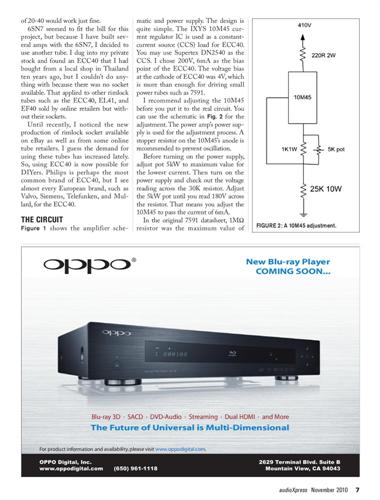 of 20-40 would work just fine.
6SN7 seemed to fit the bill for this
project, but because I have built sev-
eral amps with the 6SN7, I decided to
use another tube. I dug into my private
stock and found an ECC40 that I had
bought from a local shop in Thailand
ten years ago, but I couldn't do any-
thing with because there was no socket
available. That applied to other rimlock
tubes such as the ECC40, EL41, and
EF40 sold by online retailers but with-
out their sockets.
Until recently, I noticed the new
production of rimlock socket available
on eBay as well as from some online
tube retailers. I guess the demand for
using these tubes has increased lately.
So, using ECC40 is now possible for
DIYers. Philips is perhaps the most
common brand of ECC40, but I see
almost every European brand, such as
Valvo, Siemens, Telefunken, and Mul-
lard, for the ECC40.
THE CIRCUIT
Figure 1 shows the amplifier sche-
matic and power supply. The design is
quite simple. The IXYS 10M45 cur-
rent regulator IC is used as a constant-
current source (CCS) load for ECC40.
You may use Supertex DN2540 as the
CCS. I chose 200V, 6mA as the bias
point of the ECC40. The voltage bias
at the cathode of ECC40 was 4V, which
is more than enough for driving small
power tubes such as 7591.
I recommend adjusting the 10M45
before you put it to the real circuit. You
can use the schematic in Fig. 2 for the
adjustment. The power amp's power sup-
ply is used for the adjustment process. A
stopper resistor on the 10M45's anode is
recommended to prevent oscillation.
Before turning on the power supply,
adjust pot 5kW to maximum value for
the lowest current. Then turn on the
power supply and check out the voltage
reading across the 30K resistor. Adjust
the 5kW pot until you read 180V across
the resistor. That means you adjust the
10M45 to pass the current of 6mA.
In the original 7591 datasheet, 1MΩ
resistor was the maximum value of
410V
220R 2W
10M45
1K1W
5K pot
25K 10W
FIGURE 2: A 10M45 adjustment.
oppo®
New Blu-ray Player
COMING SOON...
oppo
Blu-ray 3D · SACD · DVD-Audio · Streaming · Dual HDMI · and More
The Future of Universal is Multi-Dimensional
For product information and availability, please visit www.oppodigital.com.
OPPO Digital, Inc.
www.oppodigital.com (650) 961-1118
2629 Terminal Blvd. Suite B
Mountain View, CA 94043
audioXpress November 2010 7